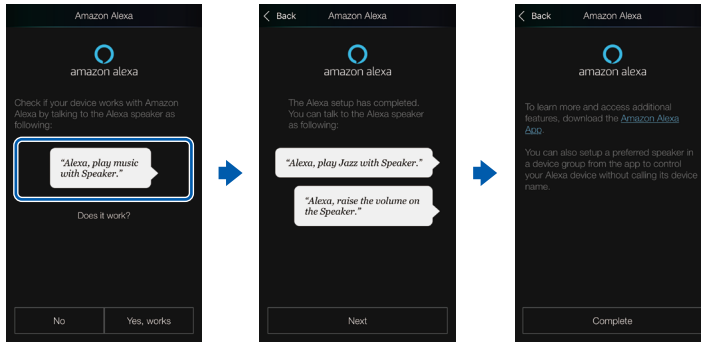 Amazon Alexa
amazon alexa
Check if your device works with Amazon
Alexa by talking to the Alexa speaker as
following:
“Alexa, play music
with Speaker.”
Does it work?
No
Yes, works
Back
Amazon Alexa
amazon alexa
The Alexa setup has completed.
You can talk to the Alexa speaker
as following:
“Alexa, play Jazz with Speaker.”
“Alexa, raise the volume on
the Speaker.”
Next
Back
Amazon Alexa
amazon alexa
To learn more and access additional
features, download the Amazon Alexa
App.
You can also setup a preferred speaker in
a device group from the app to control
your Alexa device without calling its device
name.
Complete